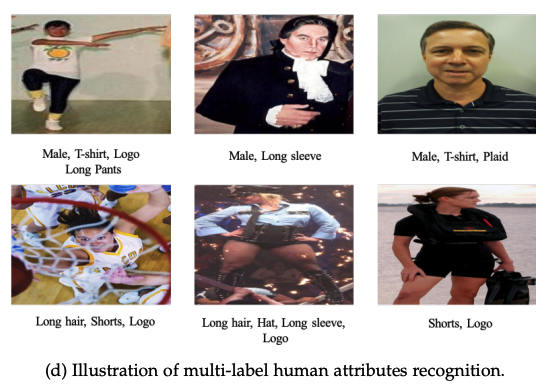 Male, T-shirt, Logo
Long Pants
Male, Long sleeve
Male, T-shirt, Plaid
Long hair, Shorts, Logo
Long hair, Hat, Long sleeve,
Logo
Shorts, Logo
(d) Illustration of multi-label human attributes recognition.